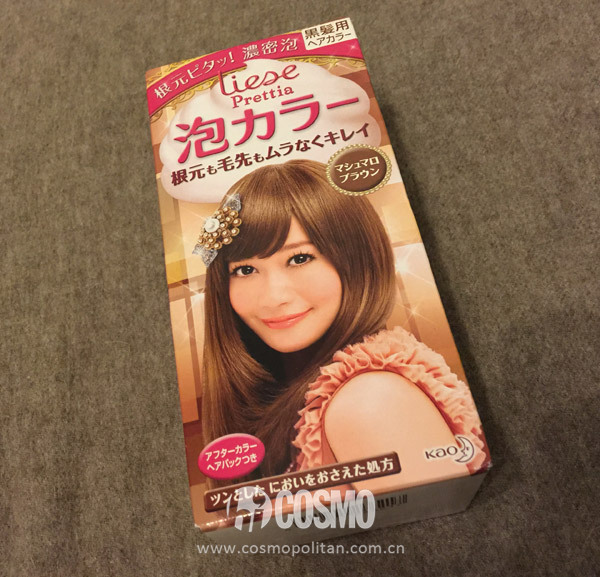 根元ピタッ! 濃密泡
黒髪用
ヘアカラー
liese
Prettia
泡カラー
根元も毛先もムラなくキレイ
マシュマロ
ブラウン
アフターカラー
ヘアパックつき
Kao
ツンとした においをおさえた処方
COSMO
www.cosmopolitan.com.cn